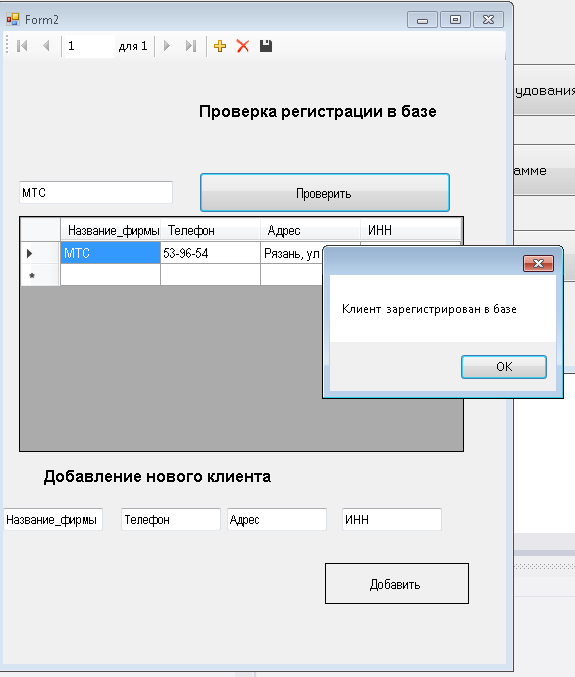 Form2
1 для 1
Проверка регистрации в базе
удования
амме
МТС
Проверить
Название_фирмы Телефон Адрес ИНН
МТС 53-96-54 Рязань, ул
Клиент зарегистрирован в базе
OK
Добавление нового клиента
Название_фирмы Телефон Адрес ИНН
Добавить